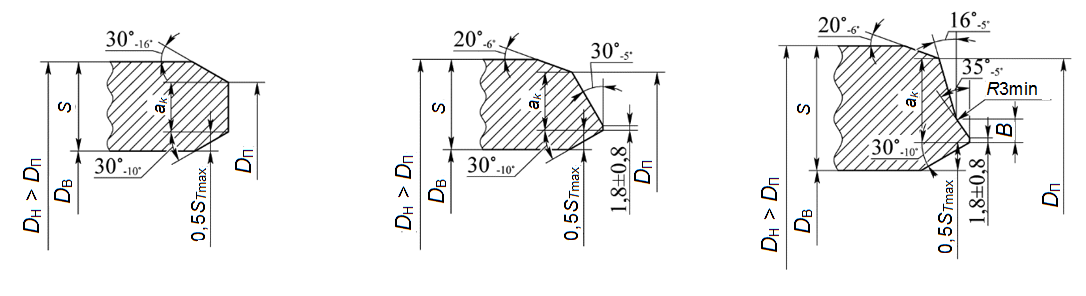 30°-16°
S
aк
30°-10°
Dн > Dп
Dв
0,5STmax
Dп
20°-6°
30°-5°
S
aк
30°-10°
Dн > Dп
Dв
0,5STmax
1,8±0,8
Dп
20°-6°
16°-5°
35°-5°
R3min
S
aк
B
30°-10°
Dн > Dп
Dв
0,5STmax
1,8±0,8
Dп